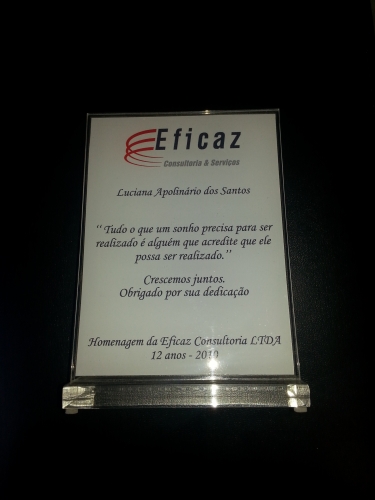 Eficaz
Consultoria & Serviços
Luciana Apolinário dos Santos
‘‘Tudo o que um sonho precisa para ser
realizado é alguém que acredite que ele
possa ser realizado.’’
Crescemos juntos.
Obrigado por sua dedicação
Homenagem da Eficaz Consultoria LTDA
12 anos - 2010